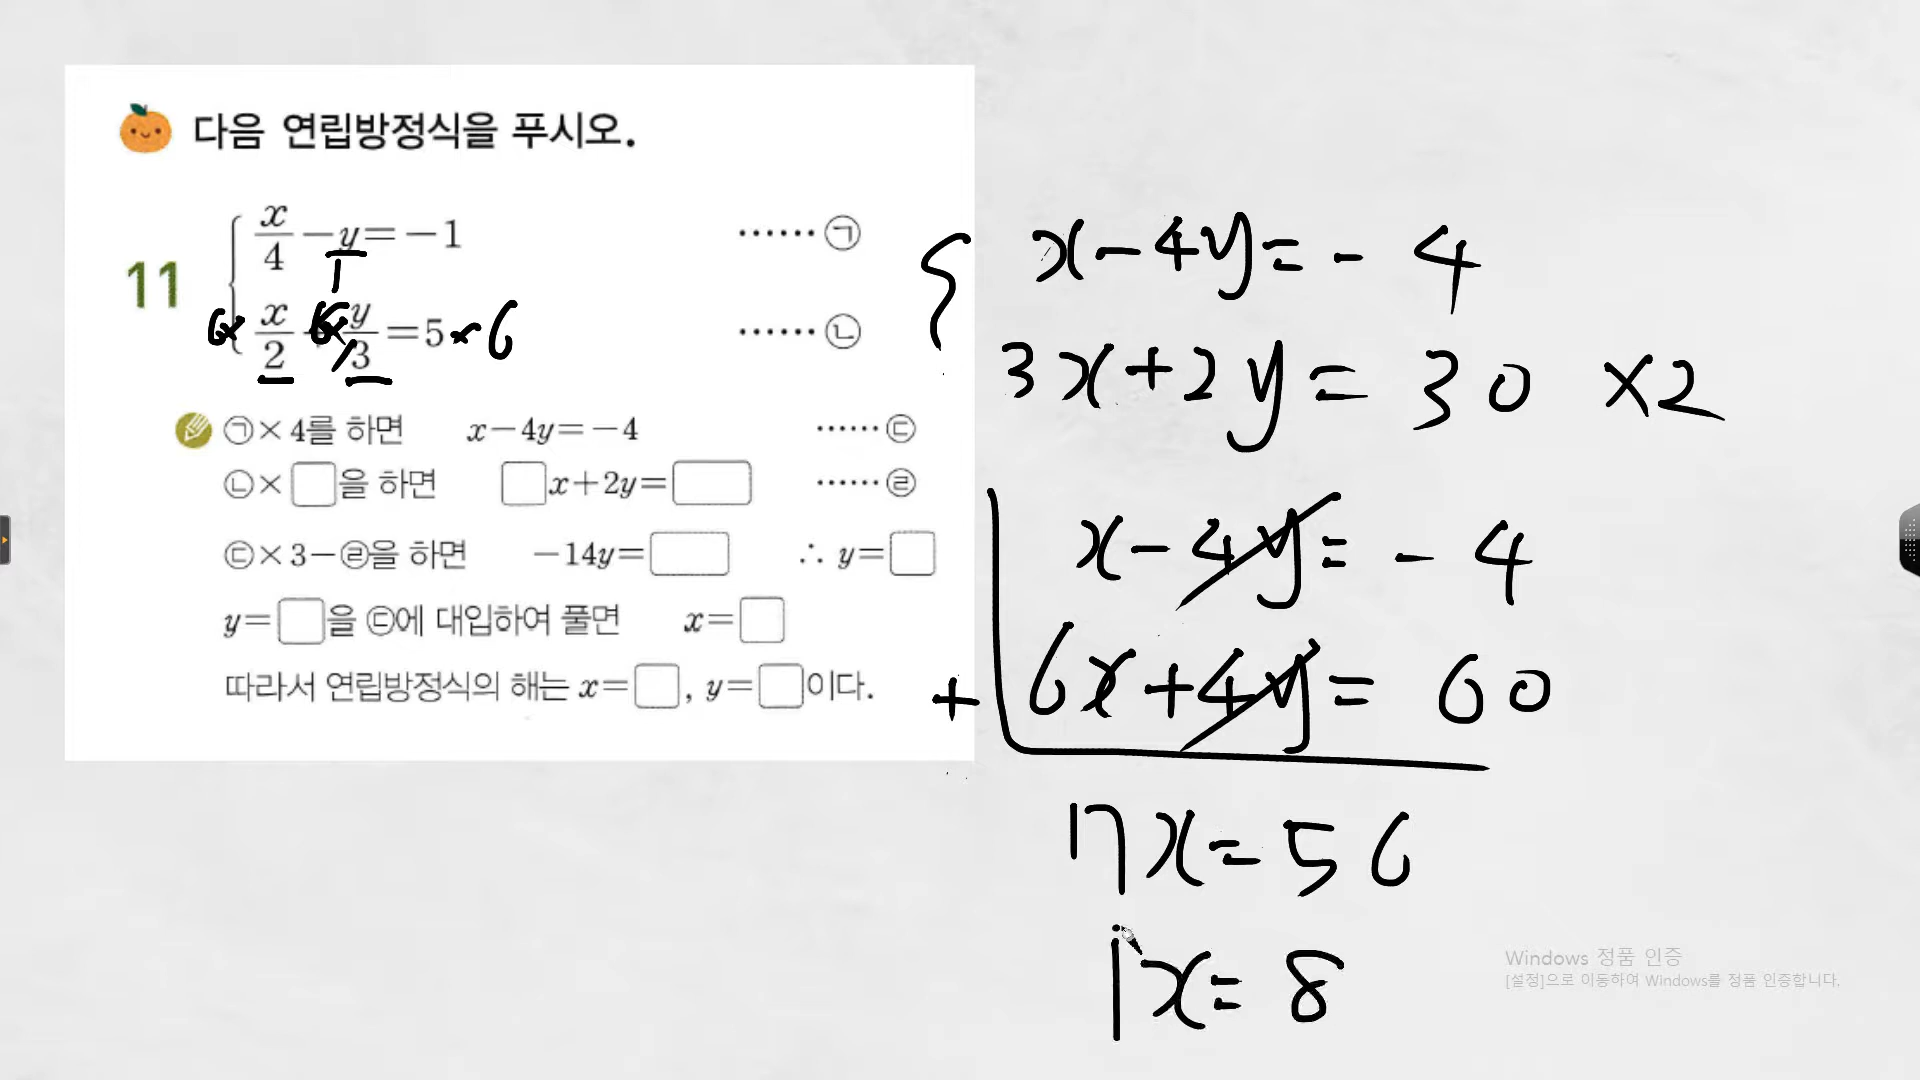 다음 연립방정식을 푸시오.
11
x/4 - y = -1 ······ ㉠
x/2 + y/3 = 5 ······ ㉡
6× 6× ×6
1
㉠×4를 하면 x-4y=-4 ······ ㉢
㉡×□을 하면 □x+2y=□ ······ ㉣
㉢×3-㉣을 하면 -14y=□ ∴ y=□
y=□을 ㉢에 대입하여 풀면 x=□
따라서 연립방정식의 해는 x=□, y=□이다.
x-4y=-4
3x+2y=30 ×2
x-4y=-4
+ 6x+4y=60
7x=56
1x=8
Windows 정품 인증
[설정]으로 이동하여 Windows를 정품 인증합니다.